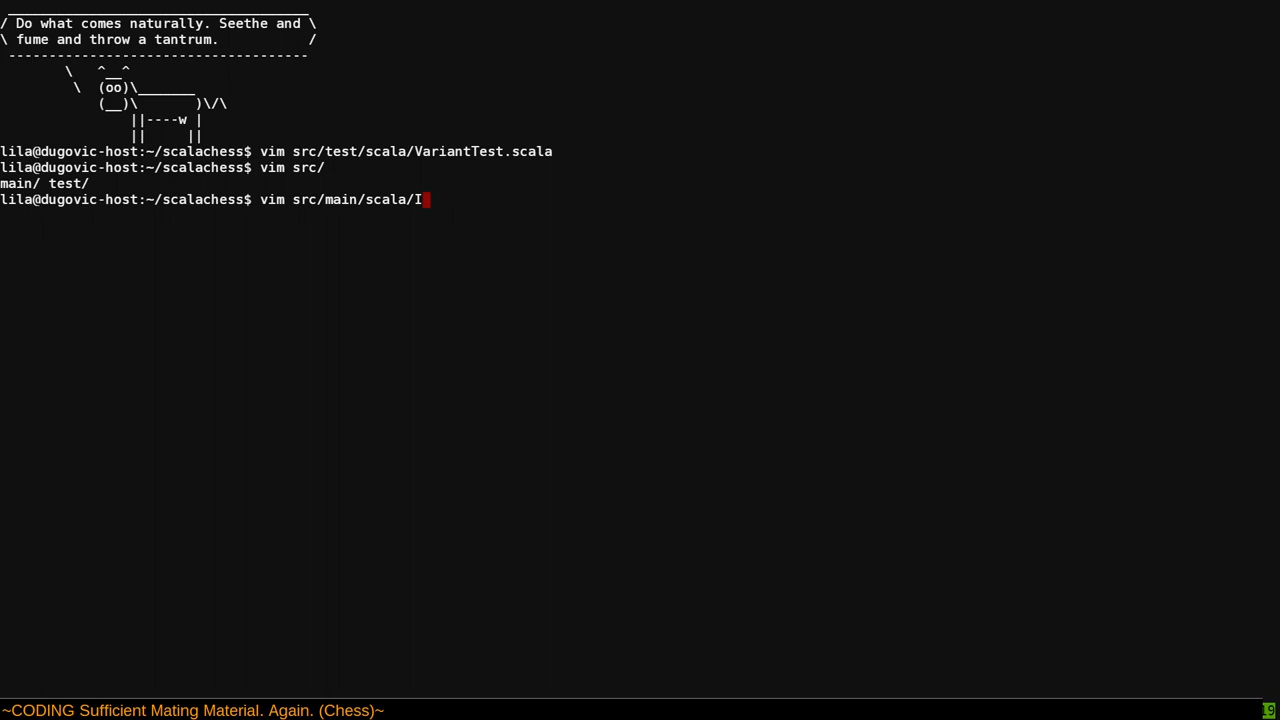 _____________________________________
/ Do what comes naturally. Seethe and \
\ fume and throw a tantrum.           /
 -------------------------------------
        \   ^__^
         \  (oo)\_______
            (__)\       )\/\
                ||----w |
                ||     ||
lila@dugovic-host:~/scalachess$ vim src/test/scala/VariantTest.scala
lila@dugovic-host:~/scalachess$ vim src/
main/ test/
lila@dugovic-host:~/scalachess$ vim src/main/scala/I
~CODING Sufficient Mating Material. Again. (Chess)~